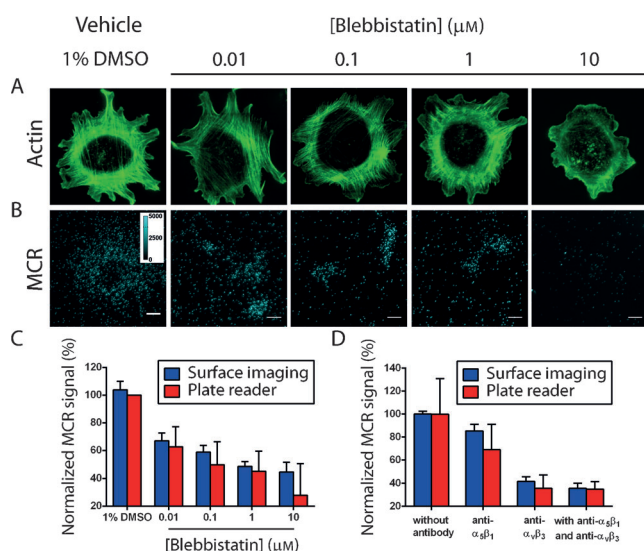 Vehicle [Blebbistatin] (μM)
1% DMSO 0.01 0.1 1 10
A
Actin
B
MCR
5000
2500
0
C
Normalized MCR signal (%)
120
100
80
60
40
20
Surface imaging
Plate reader
1% DMSO 0.01 0.1 1 10
[Blebbistatin] (μM)
D
Normalized MCR signal (%)
140
120
100
80
60
40
20
Surface imaging
Plate reader
without antibody
anti-α₅β₁
anti-αᵥβ₃
with anti-α₅β₁
and anti-αᵥβ₃